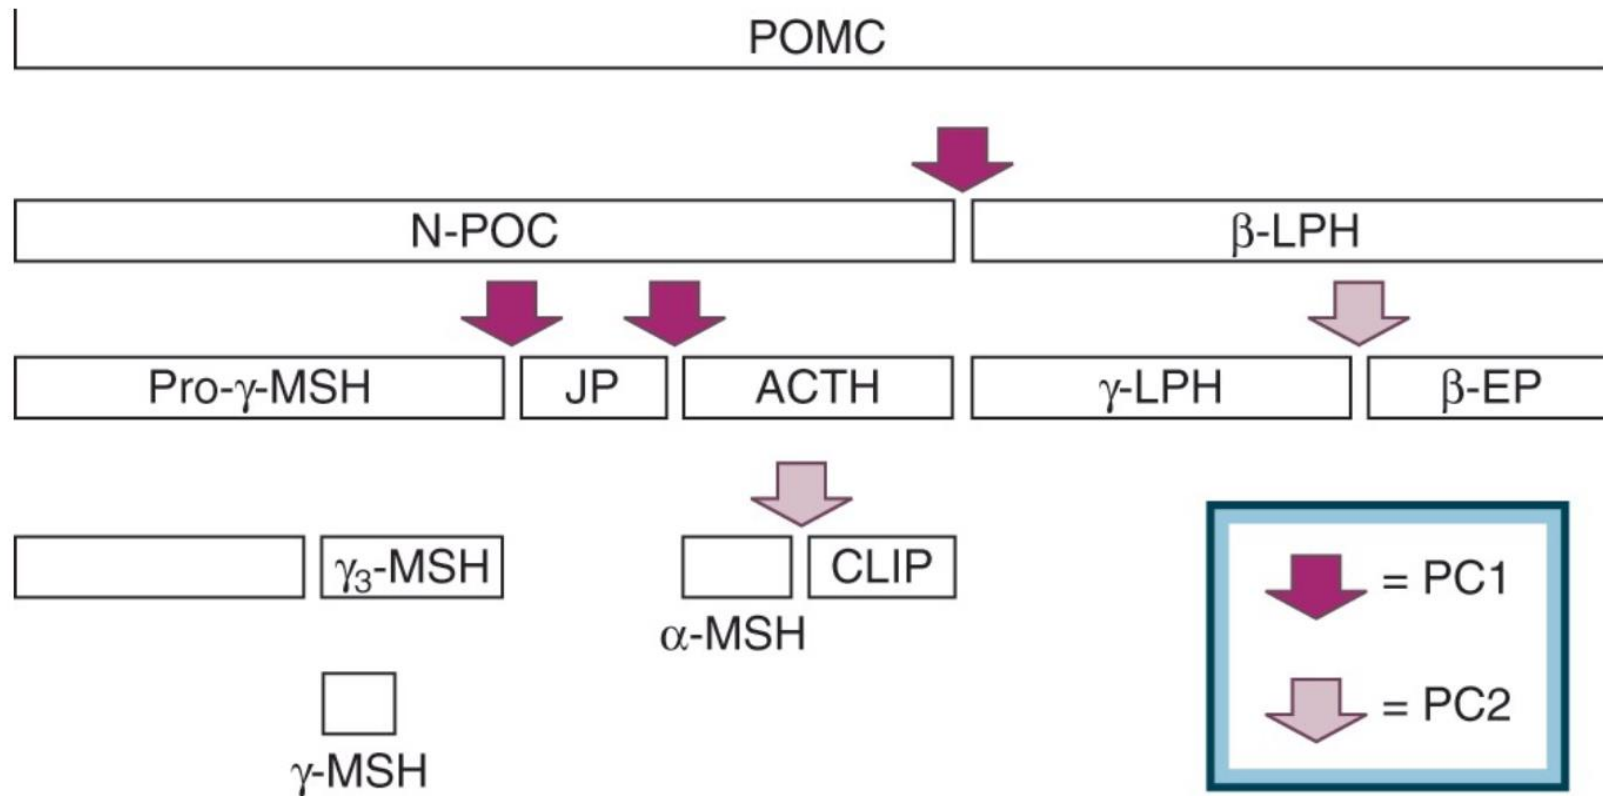 POMC
N-POC β-LPH
Pro-γ-MSH JP ACTH γ-LPH β-EP
γ₃-MSH CLIP
α-MSH
γ-MSH
= PC1
= PC2